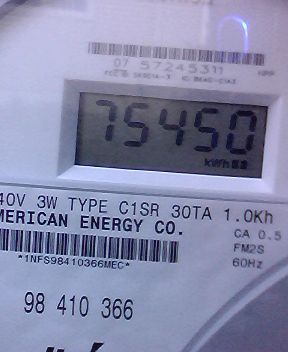 07 57245311
75450
kWh
40V 3W TYPE C1SR 30TA 1.0Kh
MERICAN ENERGY CO.
CA 0.5
FM2S
60Hz
*1NFS98410366MEC*
98 410 366